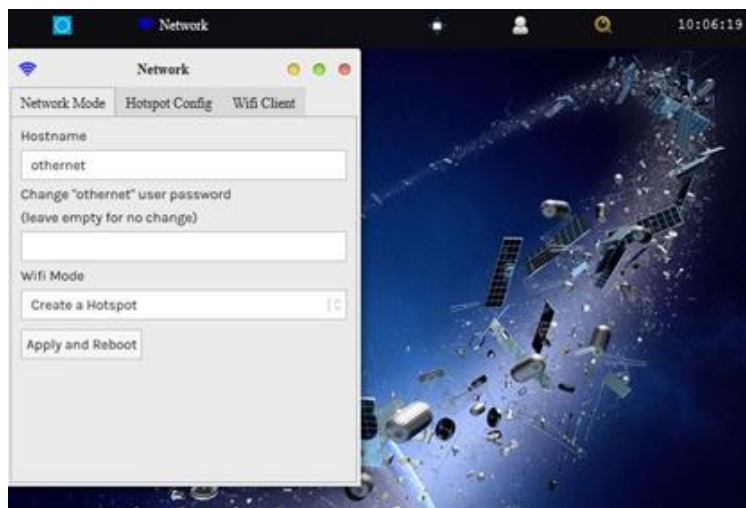 Network
10:06:19
Network
Network Mode Hotspot Config Wifi Client
Hostname
othernet
Change "othernet" user password
(leave empty for no change)
Wifi Mode
Create a Hotspot
Apply and Reboot